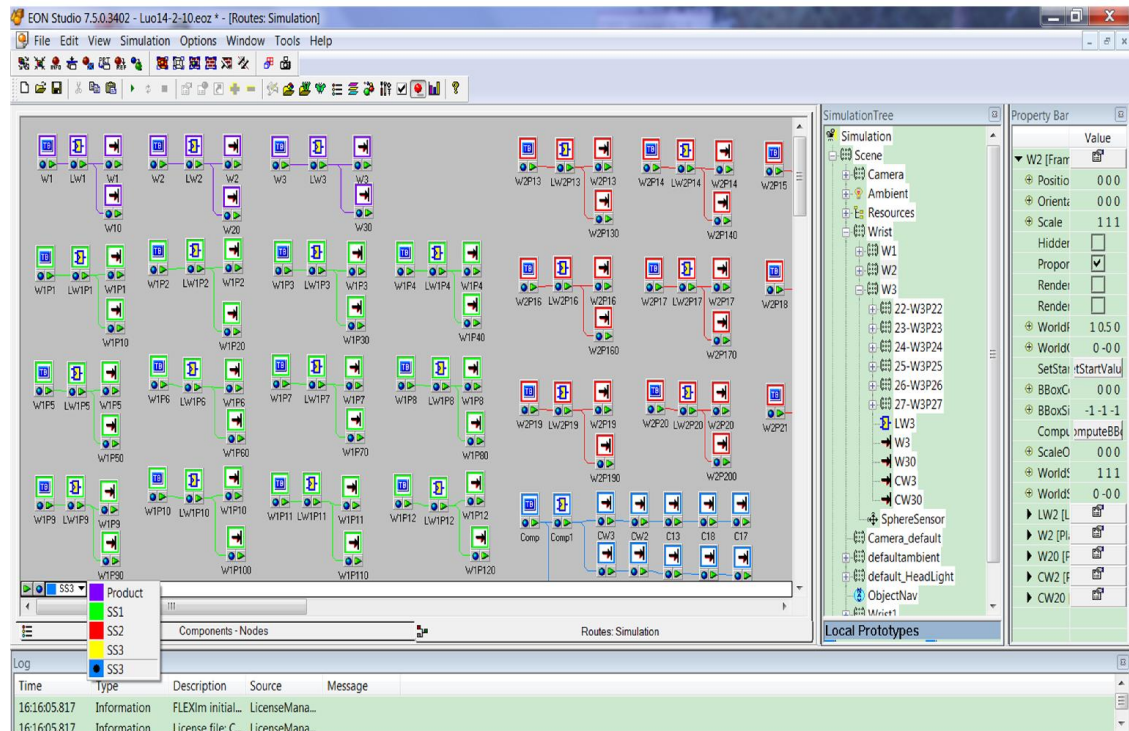 EON Studio 7.5.0.3402 - Luo14-2-10.eoz * - [Routes: Simulation]
File Edit View Simulation Options Window Tools Help
SimulationTree
Property Bar
W1 LW1 W1 W2 LW2 W2 W3 LW3 W3
W2P13 LW2P13 W2P13 W2P14 LW2P14 W2P14 W2P15
W10 W20 W30
W2P130 W2P140
W1P1 LW1P1 W1P1 W1P2 LW1P2 W1P2 W1P3 LW1P3 W1P3 W1P4 LW1P4 W1P4
W2P16 LW2P16 W2P16 W2P17 LW2P17 W2P17 W2P18
W1P10 W1P20 W1P30 W1P40
W2P160 W2P170
W1P5 LW1P5 W1P5 W1P6 LW1P6 W1P6 W1P7 LW1P7 W1P7 W1P8 LW1P8 W1P8
W2P19 LW2P19 W2P19 W2P20 LW2P20 W2P20 W2P21
W1P50 W1P60 W1P70 W1P80
W2P190 W2P200
W1P9 LW1P9 W1P9 W1P10 LW1P10 W1P10 W1P11 LW1P11 W1P11 W1P12 LW1P12 W1P12
Comp Comp1 CW3 CW2 C13 C18 C17
W1P90 W1P100 W1P110 W1P120
SS3
Product
SS1
SS2
SS3
SS3
Components - Nodes
Routes: Simulation
Simulation
Scene
Camera
Ambient
Resources
Wrist
W1
W2
W3
22-W3P22
23-W3P23
24-W3P24
25-W3P25
26-W3P26
27-W3P27
LW3
W3
W30
CW3
CW30
SphereSensor
Camera_default
defaultambient
default_HeadLight
ObjectNav
Wrist1
Local Prototypes
Value
W2 [Fram
Positio 0 0 0
Orienta 0 0 0
Scale 1 1 1
Hidder
Propor
Render
Render
WorldP 1 0.5 0
WorldO 0 -0 0
SetStar tStartValu
BBoxC 0 0 0
BBoxSi -1 -1 -1
Compu omputeBB
ScaleO 0 0 0
WorldS 1 1 1
WorldS 0 -0 0
LW2 [L
W2 [Pl
W20 [P
CW2 [P
CW20
Log
Time Type Description Source Message
16:16:05.817 Information FLEXlm initial... LicenseMana...
16:16:05.817 Information License file: C... LicenseMana...